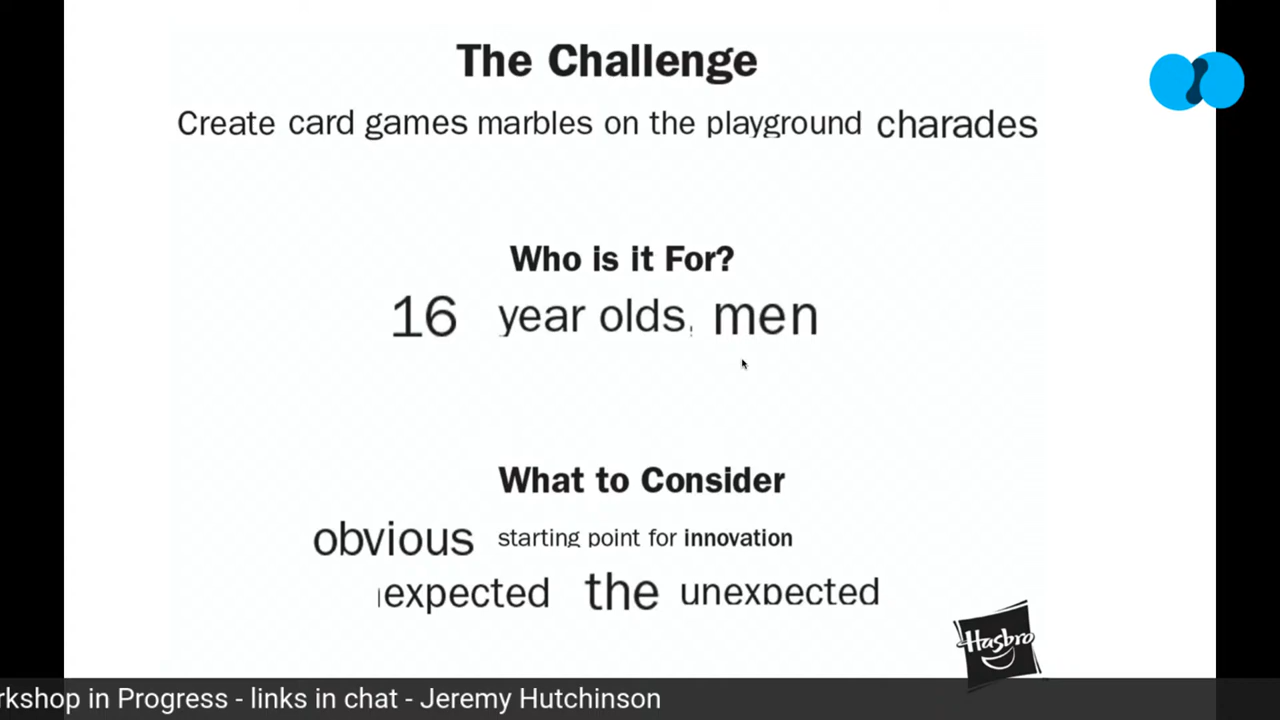 The Challenge
Create card games marbles on the playground charades
Who is it For?
16 year olds, men
What to Consider
obvious starting point for innovation
expected the unexpected
Hasbro
rkshop in Progress - links in chat - Jeremy Hutchinson